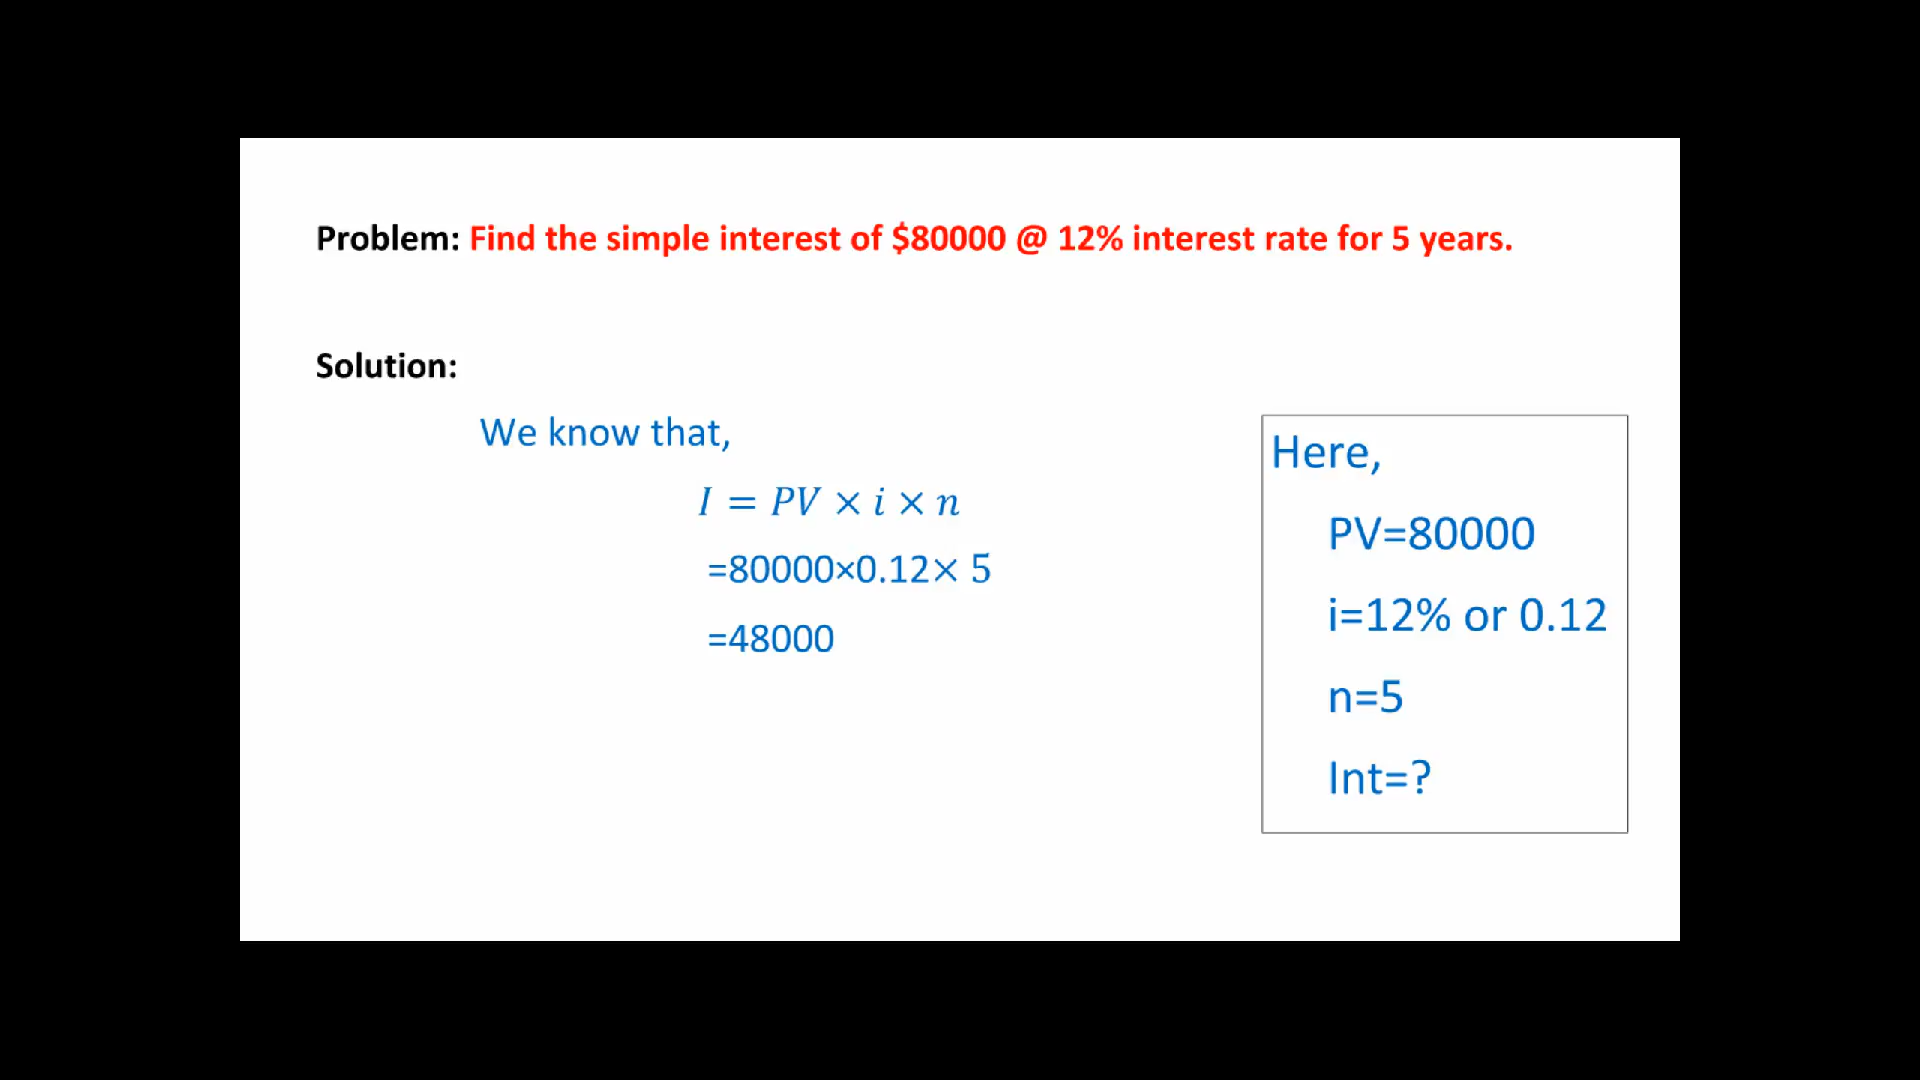 Problem: Find the simple interest of $80000 @ 12% interest rate for 5 years.
Solution:
We know that,
I = PV × i × n
=80000×0.12× 5
=48000
Here,
PV=80000
i=12% or 0.12
n=5
Int=?